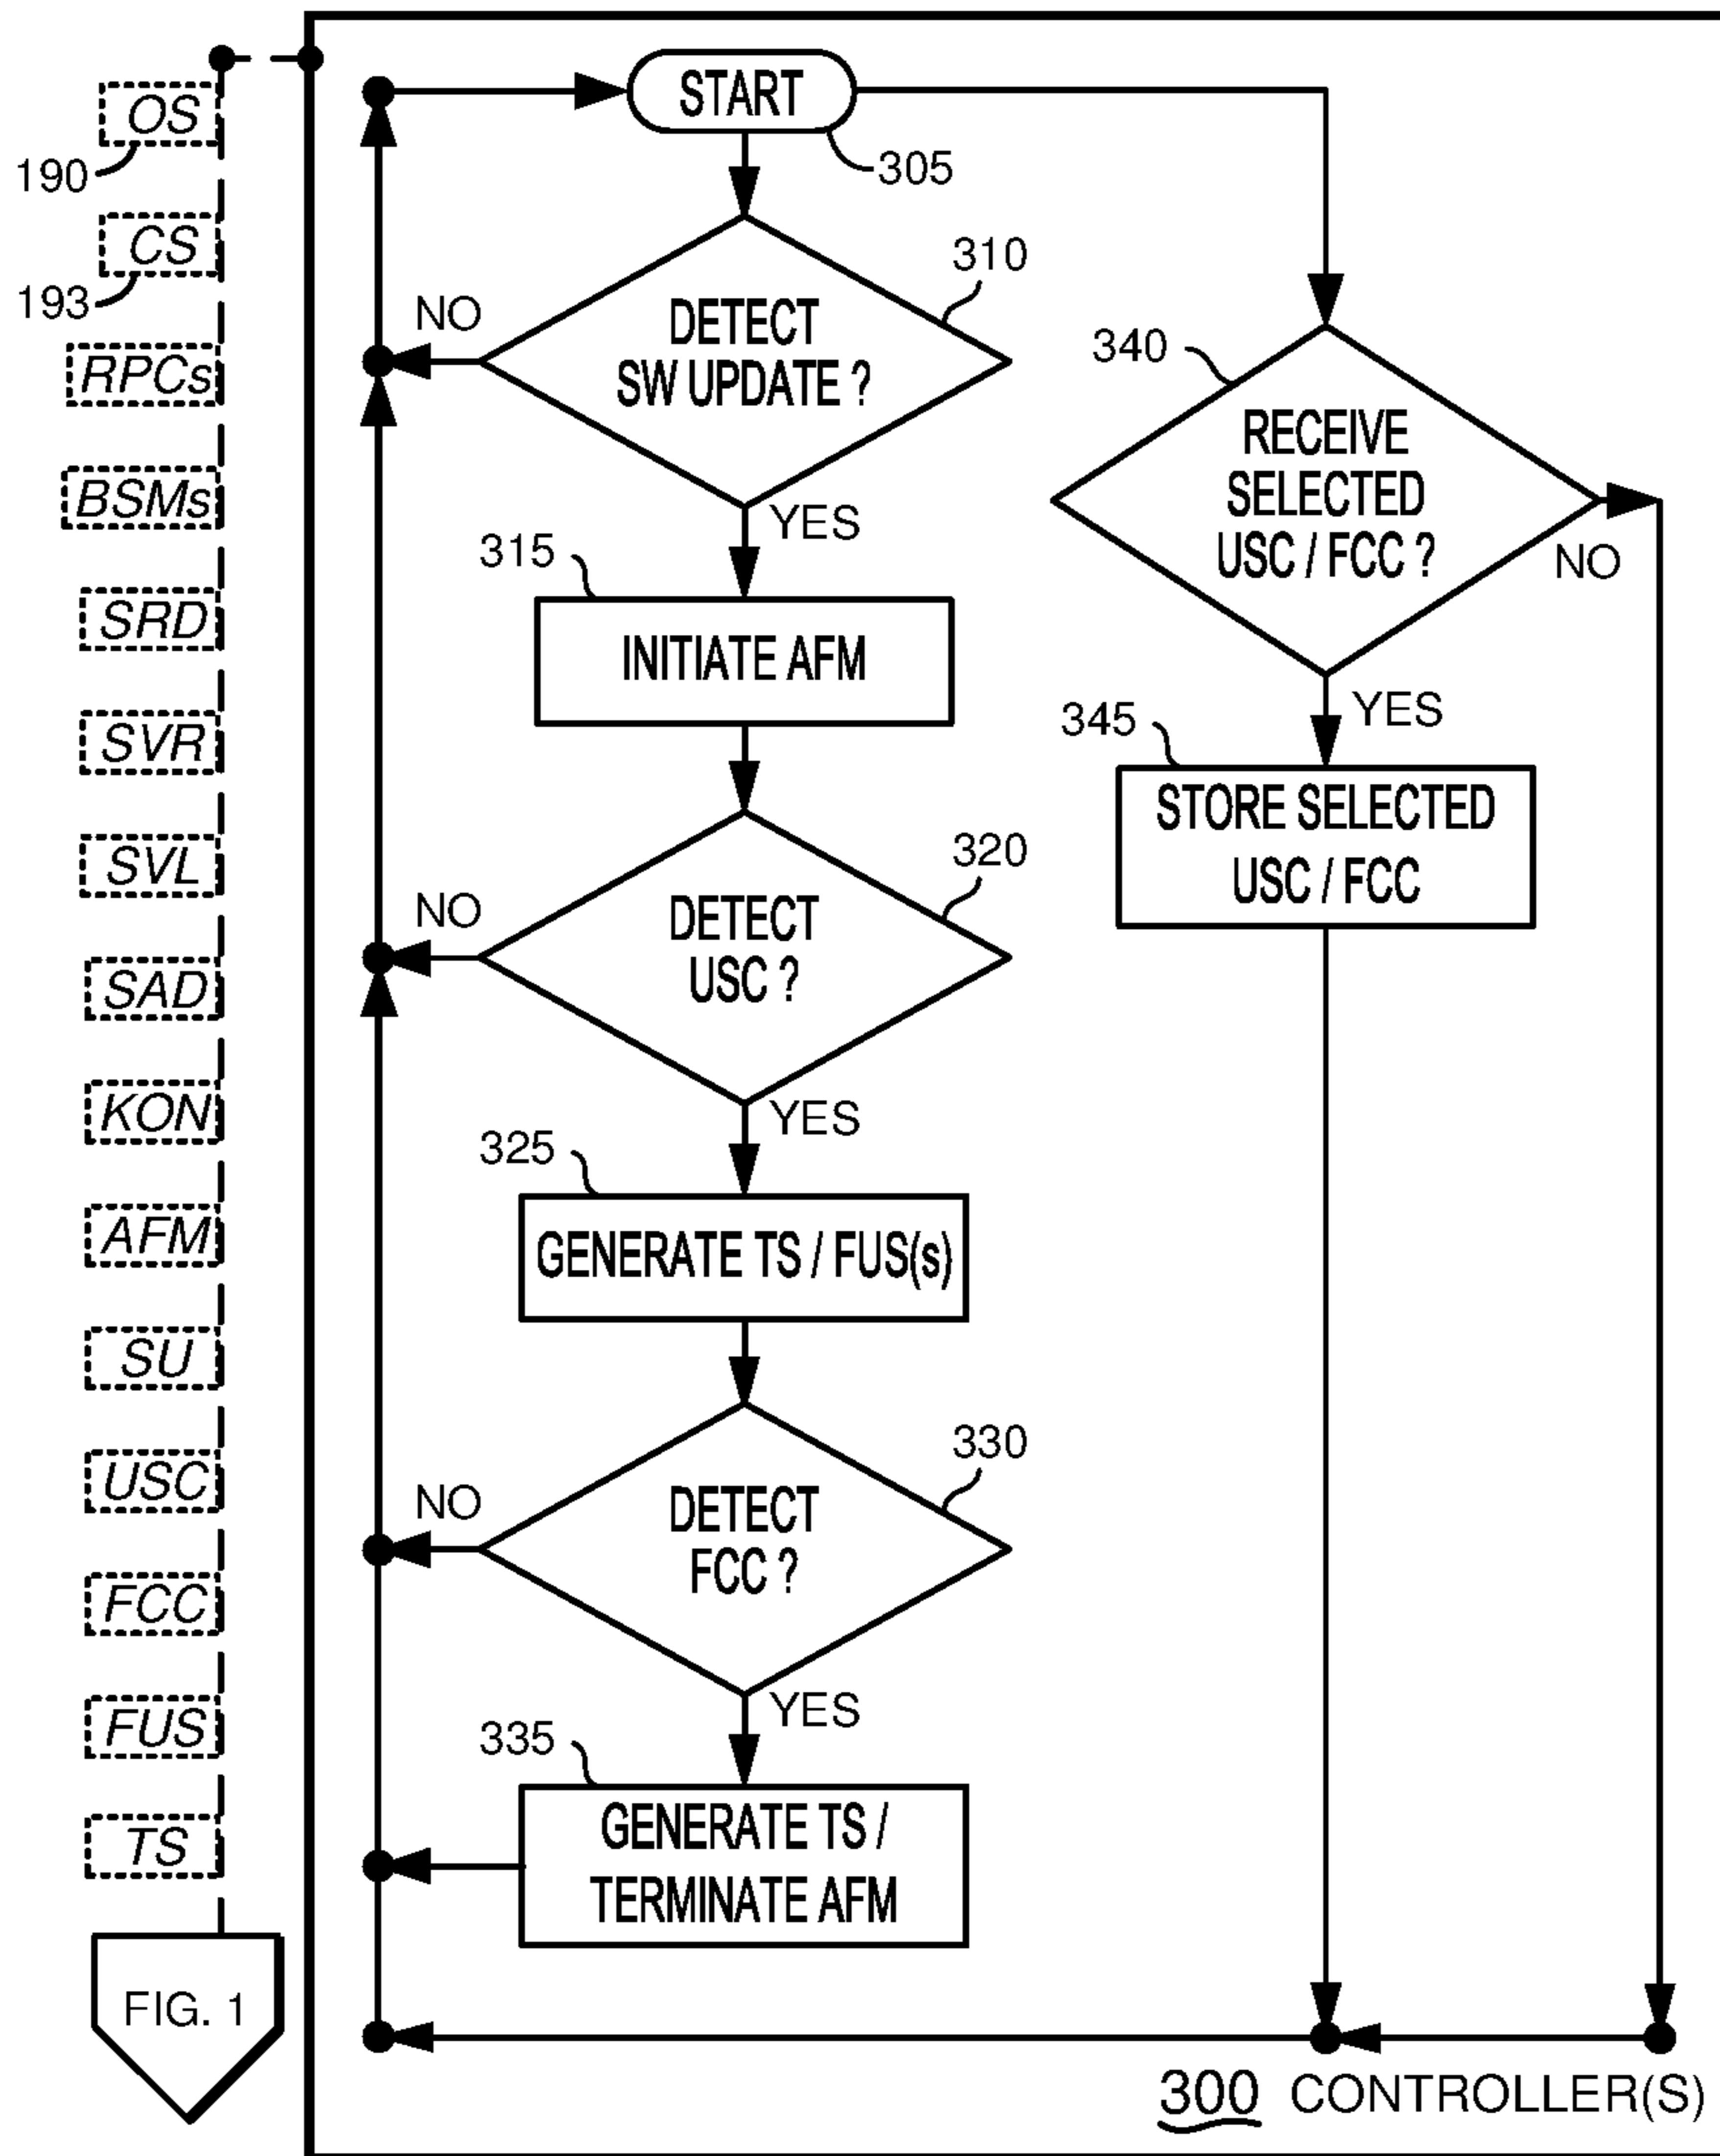 OS
190
CS
193
RPCs
BSMs
SRD
SVR
SVL
SAD
KON
AFM
SU
USC
FCC
FUS
TS
FIG. 1
START
305
310
DETECT
SW UPDATE ?
NO
YES
315
INITIATE AFM
320
DETECT
USC ?
NO
YES
325
GENERATE TS / FUS(s)
330
DETECT
FCC ?
NO
YES
335
GENERATE TS /
TERMINATE AFM
340
RECEIVE
SELECTED
USC / FCC ?
NO
YES
345
STORE SELECTED
USC / FCC
300 CONTROLLER(S)